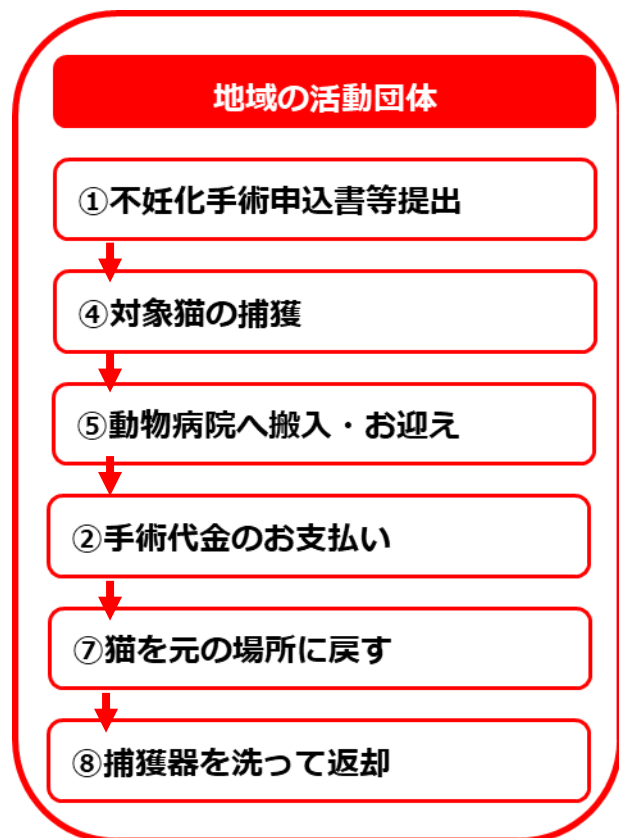 地域の活動団体
①不妊化手術申込書等提出
④対象猫の捕獲
⑤動物病院へ搬入・お迎え
②手術代金のお支払い
⑦猫を元の場所に戻す
⑧捕獲器を洗って返却